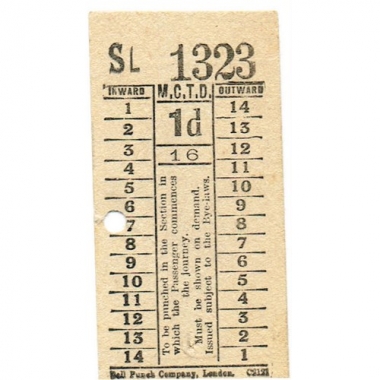 SL 1323
INWARD M.C.T.D. OUTWARD
1 1d 14
2 13
3 16 12
4 11
5 10
6 9
7 8
8 7
9 6
10 5
11 4
12 3
13 2
14 1
To be punched in the Section in
which the Passenger commences
the journey.
Must be shown on demand.
Issued subject to the Bye-laws.
Bell Punch Company, London.